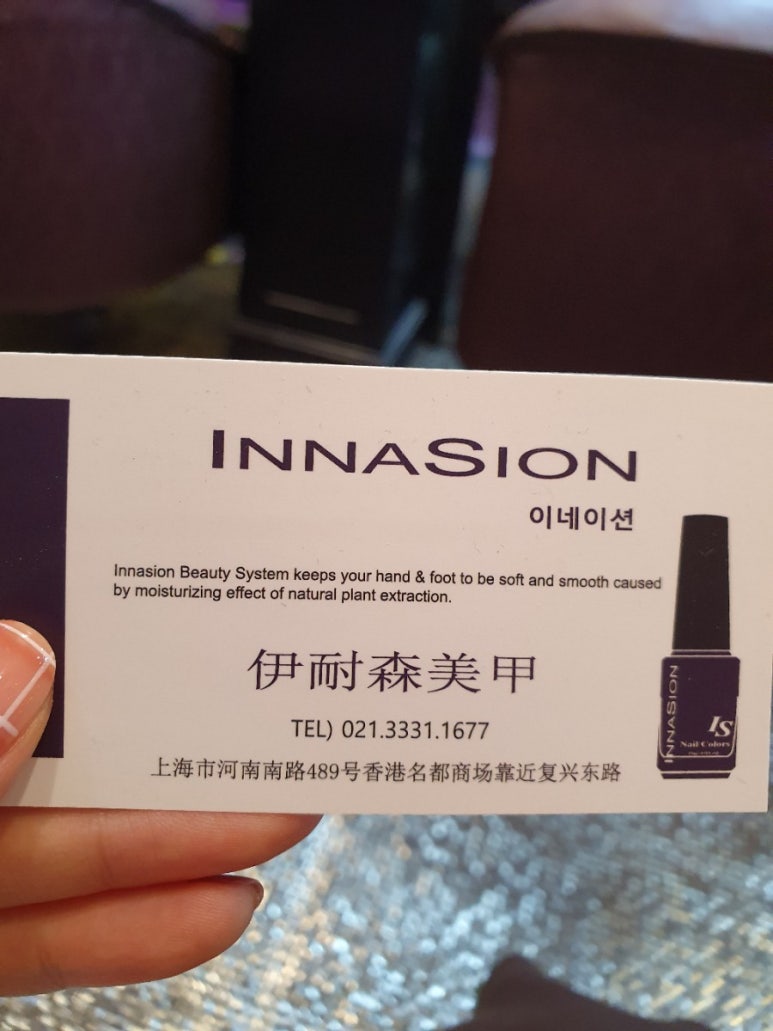 INNASION
이네이션
Innasion Beauty System keeps your hand & foot to be soft and smooth caused
by moisturizing effect of natural plant extraction.
伊耐森美甲
TEL) 021.3331.1677
上海市河南南路489号香港名都商场靠近复兴东路
INNASION
IS
Nail Colors